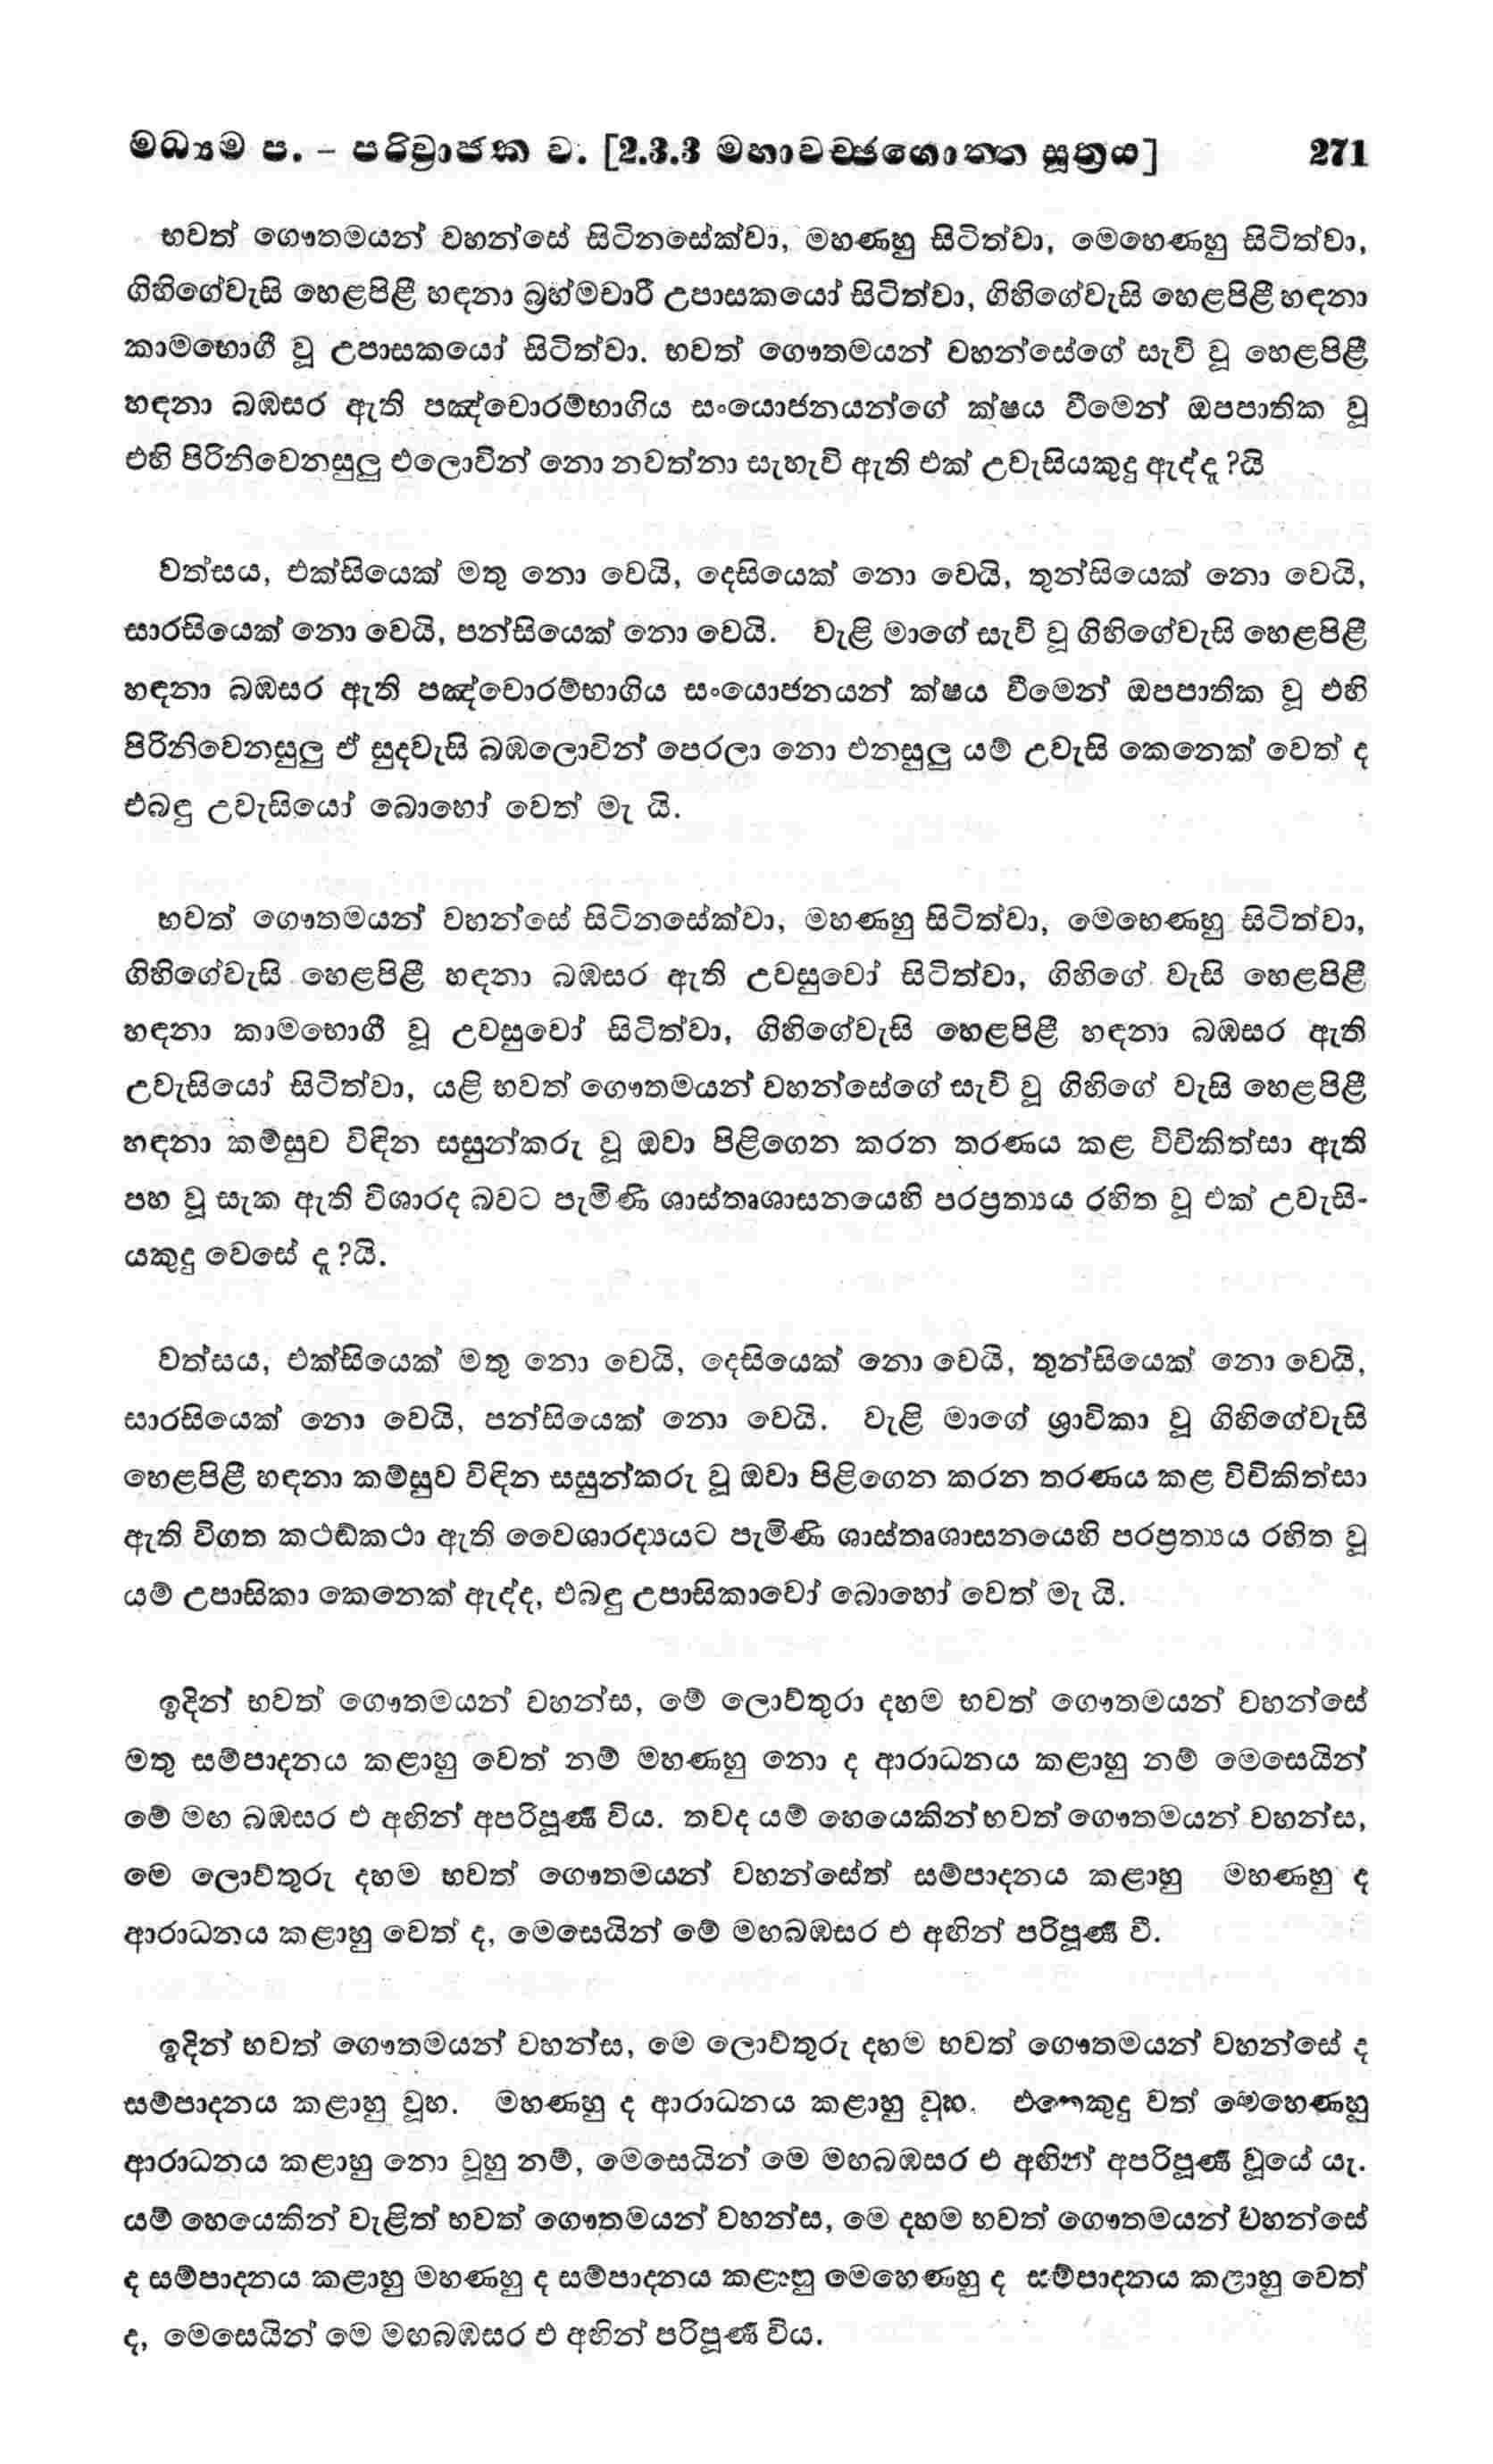 මධ්‍යම ප. – පරිව්‍රාජක ව. [2.3.3 මහාවච්ඡගොත්ත සූත්‍රය] 271
භවත් ගෞතමයන් වහන්සේ සිටිනසේක්වා, මහණහු සිටිත්වා, මෙහෙණහු සිටිත්වා,
ගිහිගේවැසි හෙළපිළී හඳනා බ්‍රහ්මචාරී උපාසකයෝ සිටිත්වා, ගිහිගේවැසි හෙළපිළී හඳනා
කාමභොගී වූ උපාසකයෝ සිටිත්වා. භවත් ගෞතමයන් වහන්සේගේ සැවි වූ හෙළපිළී
හඳනා බඹසර ඇති පඤ්චොරම්භාගිය සංයොජනයන්ගේ ක්ෂය වීමෙන් ඔපපාතික වූ
එහි පිරිනිවෙනසුලු එලොවින් නො නවත්නා සැහැවි ඇති එක් උවැසියකුදු ඇද්දැ?යි
වත්සය, එක්සියෙක් මතු නො වෙයි, දෙසියෙක් නො වෙයි, තුන්සියෙක් නො වෙයි,
සාරසියෙක් නො වෙයි, පන්සියෙක් නො වෙයි. වැළි මාගේ සැවි වූ ගිහිගේවැසි හෙළපිළී
හඳනා බඹසර ඇති පඤ්චොරම්භාගිය සංයොජනයන් ක්ෂය වීමෙන් ඔපපාතික වූ එහි
පිරිනිවෙනසුලු ඒ සුදවැසි බඹලොවින් පෙරලා නො එනසුලු යම් උවැසි කෙනෙක් වෙත් ද
එබඳු උවැසියෝ බොහෝ වෙත් මැ යි.
භවත් ගෞතමයන් වහන්සේ සිටිනසේක්වා, මහණහු සිටිත්වා, මෙහෙණහු සිටිත්වා,
ගිහිගේවැසි හෙළපිළී හඳනා බඹසර ඇති උවසුවෝ සිටිත්වා, ගිහිගේ වැසි හෙළපිළී
හඳනා කාමභොගී වූ උවසුවෝ සිටිත්වා, ගිහිගේවැසි හෙළපිළී හඳනා බඹසර ඇති
උවැසියෝ සිටිත්වා, යළි භවත් ගෞතමයන් වහන්සේගේ සැවි වූ ගිහිගේ වැසි හෙළපිළී
හඳනා කම්සුව විඳින සසුන්කරු වූ ඔවා පිළිගෙන කරන තරණය කළ විචිකිත්සා ඇති
පහ වූ සැක ඇති විශාරද බවට පැමිණි ශාස්තෘශාසනයෙහි පරප්‍රත්‍යය රහිත වූ එක් උවැසි-
යකුදු වෙසේ දැ?යි.
වත්සය, එක්සියෙක් මතු නො වෙයි, දෙසියෙක් නො වෙයි, තුන්සියෙක් නො වෙයි,
සාරසියෙක් නො වෙයි, පන්සියෙක් නො වෙයි. වැළි මාගේ ශ්‍රාවිකා වූ ගිහිගේවැසි
හෙළපිළී හඳනා කම්සුව විඳින සසුන්කරු වූ ඔවා පිළිගෙන කරන තරණය කළ විචිකිත්සා
ඇති විගත කථඞ්කථා ඇති වෛශාරද්‍යයට පැමිණි ශාස්තෘශාසනයෙහි පරප්‍රත්‍යය රහිත වූ
යම් උපාසිකා කෙනෙක් ඇද්ද, එබඳු උපාසිකාවෝ බොහෝ වෙත් මැ යි.
ඉදින් භවත් ගෞතමයන් වහන්ස, මේ ලොව්තුරා දහම භවත් ගෞතමයන් වහන්සේ
මතු සම්පාදනය කළාහු වෙත් නම් මහණහු නො ද ආරාධනය කළාහු නම් මෙසෙයින්
මේ මඟ බඹසර එ අඟින් අපරිපූර්‍ණ විය. තවද යම් හෙයෙකින් භවත් ගෞතමයන් වහන්ස,
මෙ ලොව්තුරු දහම භවත් ගෞතමයන් වහන්සේත් සම්පාදනය කළාහු මහණහු ද
ආරාධනය කළාහු වෙත් ද, මෙසෙයින් මේ මඟබඹසර එ අඟින් පරිපූර්‍ණ වී.
ඉදින් භවත් ගෞතමයන් වහන්ස, මෙ ලොව්තුරු දහම භවත් ගෞතමයන් වහන්සේ ද
සම්පාදනය කළාහු වූහ. මහණහු ද ආරාධනය කළාහු වූහ. එතෙකුදු වත් මෙහෙණහු
ආරාධනය කළාහු නො වූහු නම්, මෙසෙයින් මෙ මඟබඹසර එ අඟින් අපරිපූර්‍ණ වූයේ යැ.
යම් හෙයෙකින් වැළිත් භවත් ගෞතමයන් වහන්ස, මෙ දහම භවත් ගෞතමයන් වහන්සේ
ද සම්පාදනය කළාහු මහණහු ද සම්පාදනය කළාහු මෙහෙණහු ද සම්පාදනය කළාහු වෙත්
ද, මෙසෙයින් මෙ මඟබඹසර එ අඟින් පරිපූර්‍ණ විය.